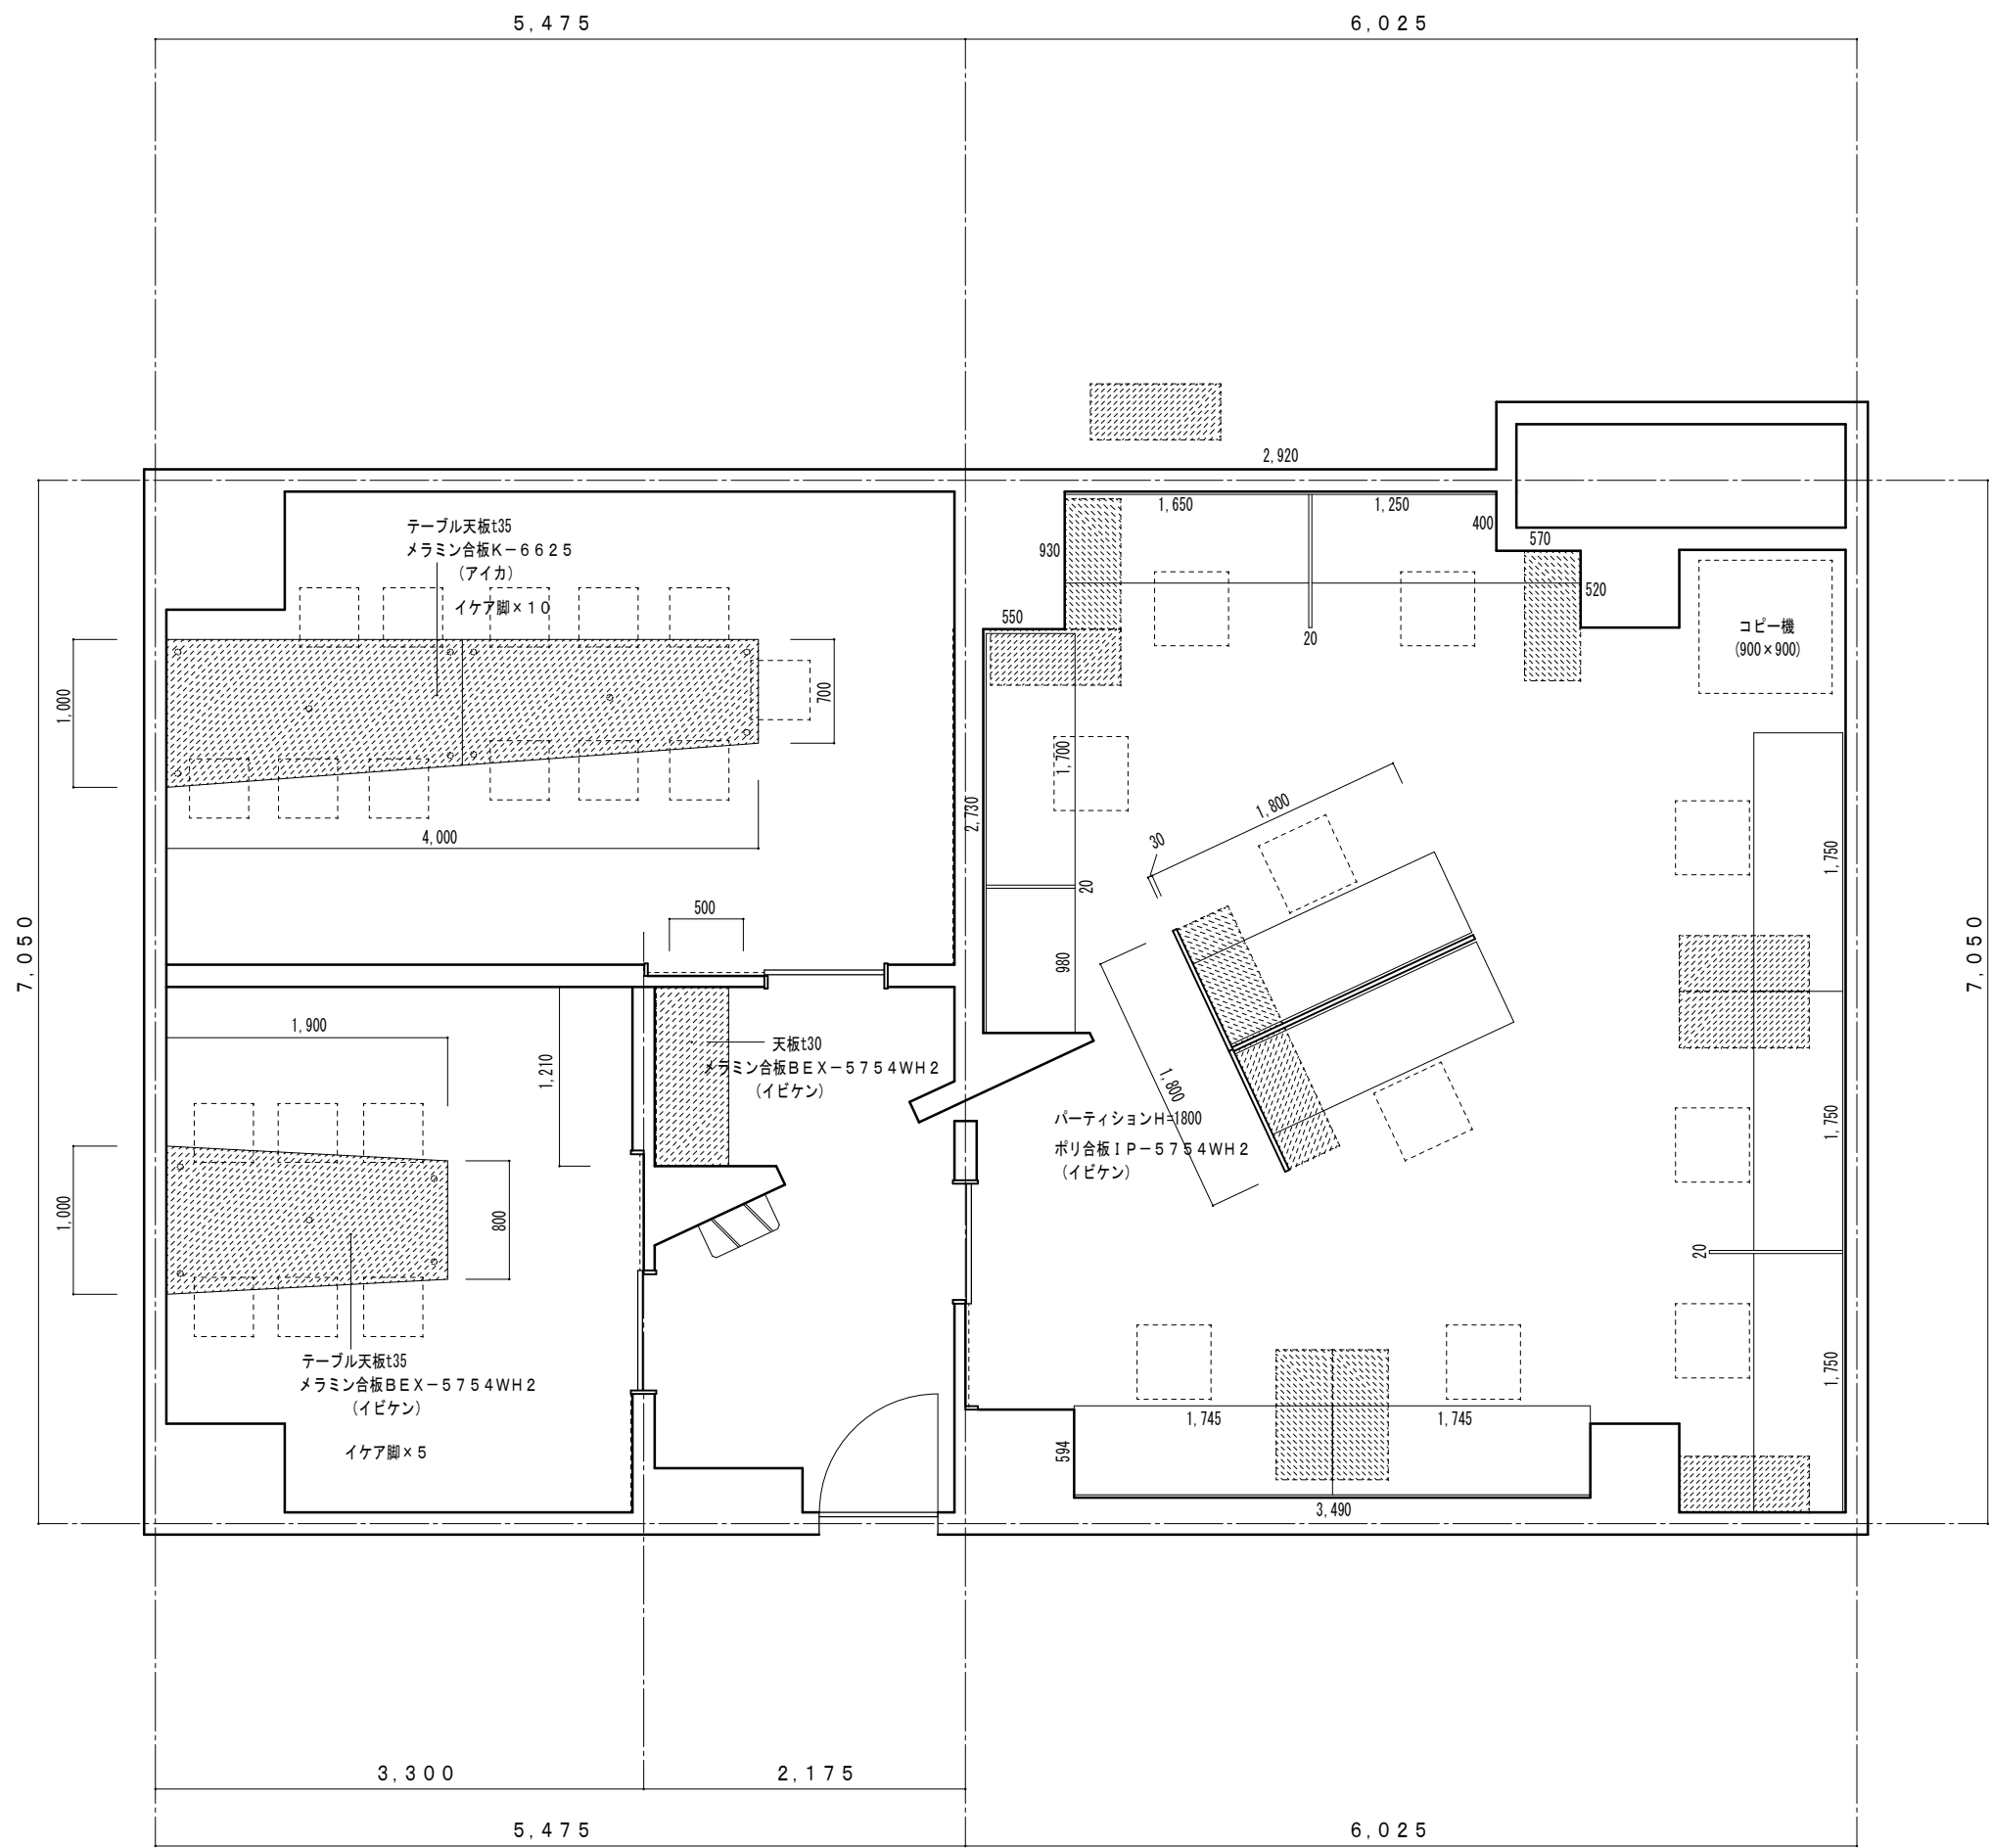 5,475
6,025
2,920
1,650
1,250
400
930
570
520
550
20
コピー機
(900×900)
テーブル天板t35
メラミン合板K－6625
(アイカ)
イケア脚×10
1,000
700
4,000
500
2,730
1,700
20
980
1,800
30
1,800
1,750
1,750
1,750
20
7,050
7,050
1,900
1,210
天板t30
メラミン合板BEX－5754WH2
(イビケン)
パーティションH=1800
ポリ合板IP－5754WH2
(イビケン)
1,000
800
テーブル天板t35
メラミン合板BEX－5754WH2
(イビケン)
イケア脚×5
1,745
1,745
594
3,490
3,300
2,175
5,475
6,025